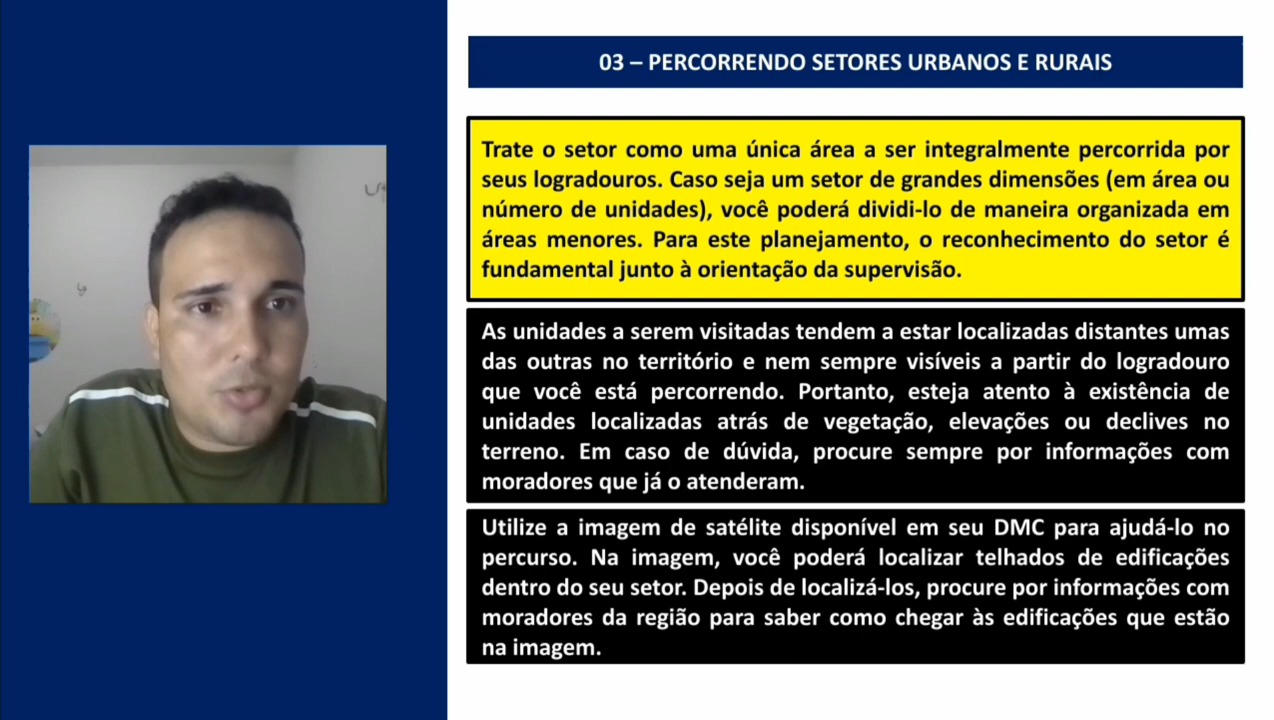 03 – PERCORRENDO SETORES URBANOS E RURAIS
Trate o setor como uma única área a ser integralmente percorrida por
seus logradouros. Caso seja um setor de grandes dimensões (em área ou
número de unidades), você poderá dividi-lo de maneira organizada em
áreas menores. Para este planejamento, o reconhecimento do setor é
fundamental junto à orientação da supervisão.
As unidades a serem visitadas tendem a estar localizadas distantes umas
das outras no território e nem sempre visíveis a partir do logradouro
que você está percorrendo. Portanto, esteja atento à existência de
unidades localizadas atrás de vegetação, elevações ou declives no
terreno. Em caso de dúvida, procure sempre por informações com
moradores que já o atenderam.
Utilize a imagem de satélite disponível em seu DMC para ajudá-lo no
percurso. Na imagem, você poderá localizar telhados de edificações
dentro do seu setor. Depois de localizá-los, procure por informações com
moradores da região para saber como chegar às edificações que estão
na imagem.